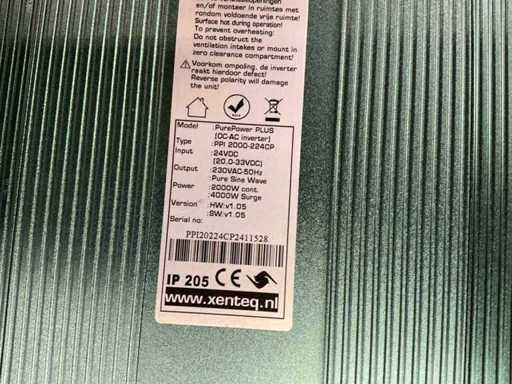 en/of monteer in ruimtes met
rondom voldoende vrije ruimte!
Surface hot during operation!
To prevent overheating:
Do not obstruct the
ventilation intakes or mount in
zero clearance compartment!
Voorkom ompoling, de inverter
raakt hierdoor defect!
Reverse polarity will damage
the unit!
Model :PurePower PLUS
(DC-AC inverter)
Type :PPI 2000-224CP
Input :24VDC
(20,0-33VDC)
Output :230VAC-50Hz
Pure Sine Wave
Power :2000W cont.
:4000W Surge
Version :HW:v1.05
:SW:v1.05
Serial no:
PPI20224CP2411528
IP 205 CE
www.xenteq.nl